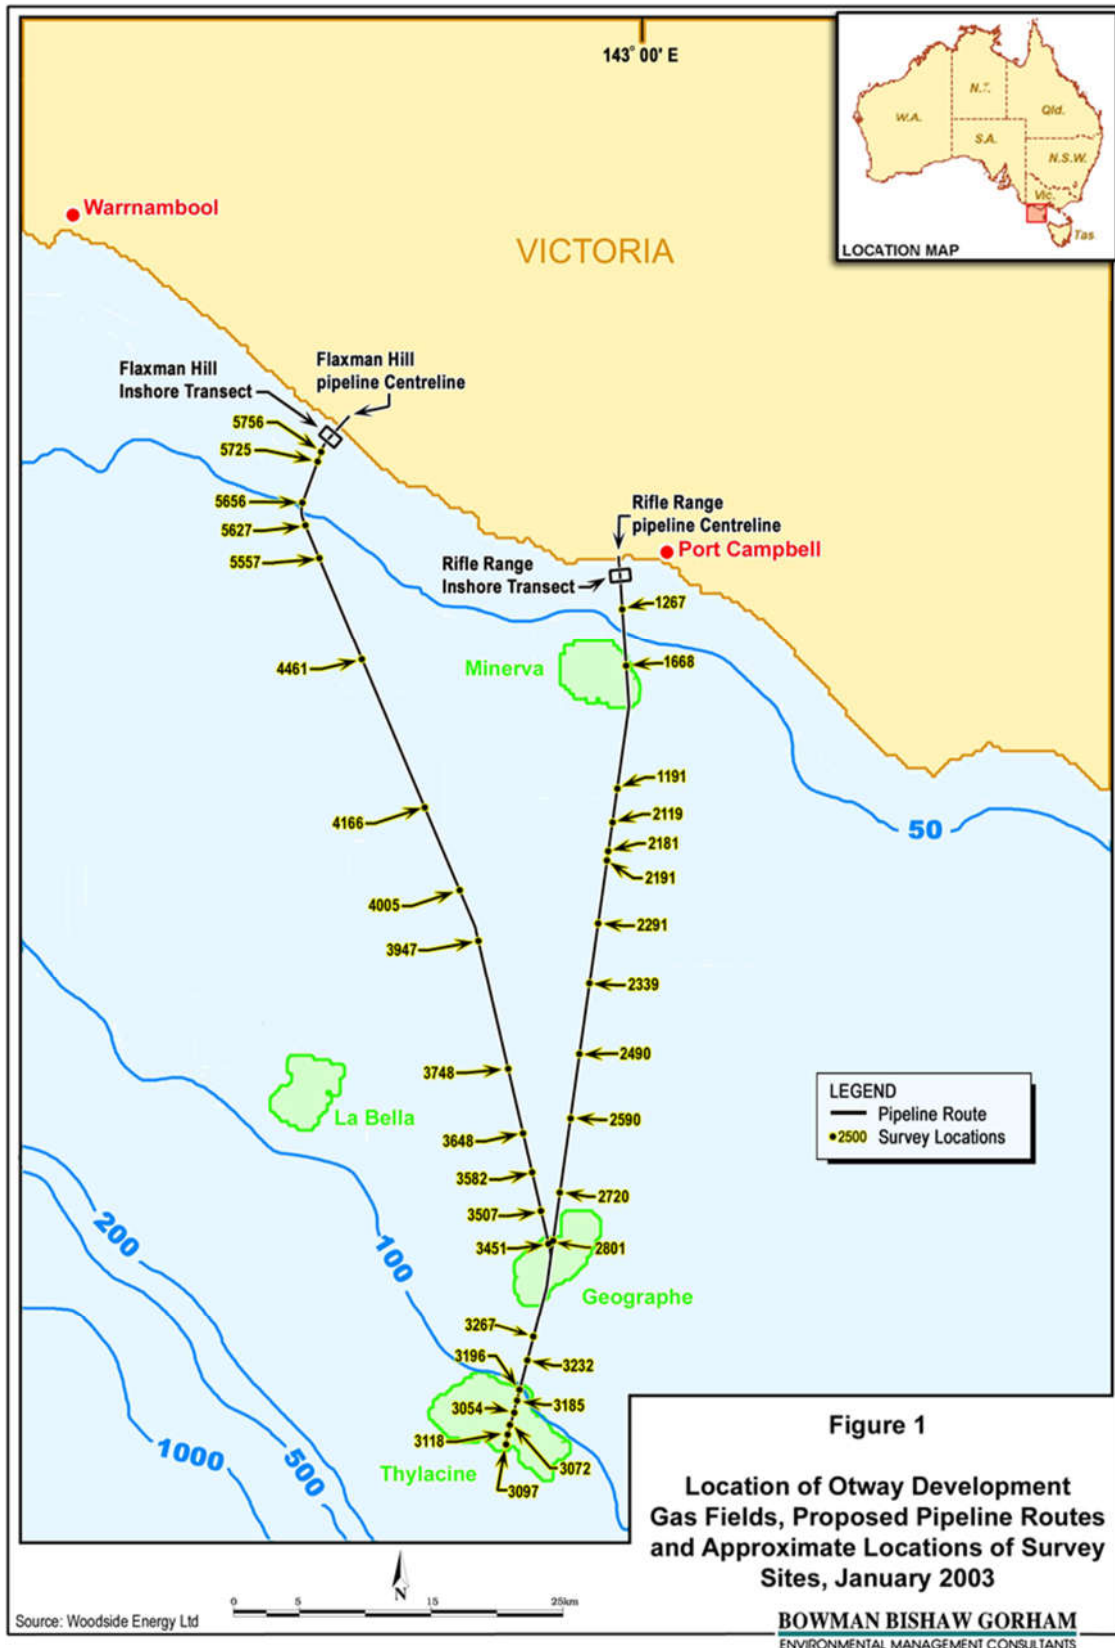 143° 00' E
W.A.
N.T.
Qld.
S.A.
N.S.W.
Vic.
Tas
LOCATION MAP
Warrnambool
VICTORIA
Flaxman Hill
Inshore Transect
Flaxman Hill
pipeline Centreline
5756
5725
5656
5627
5557
Rifle Range
pipeline Centreline
Port Campbell
Rifle Range
Inshore Transect
1267
4461
Minerva
1668
1191
4166
2119
50
2181
2191
4005
2291
3947
2339
2490
3748
LEGEND
Pipeline Route
2500 Survey Locations
La Bella
2590
3648
3582
2720
3507
200
100
3451
2801
Geographe
3267
3196
3232
3054
3185
3118
3072
Thylacine
3097
1000
500
Figure 1
Location of Otway Development
Gas Fields, Proposed Pipeline Routes
and Approximate Locations of Survey
Sites, January 2003
N
0 5 15 25km
Source: Woodside Energy Ltd
BOWMAN BISHAW GORHAM
ENVIRONMENTAL MANAGEMENT CONSULTANTS